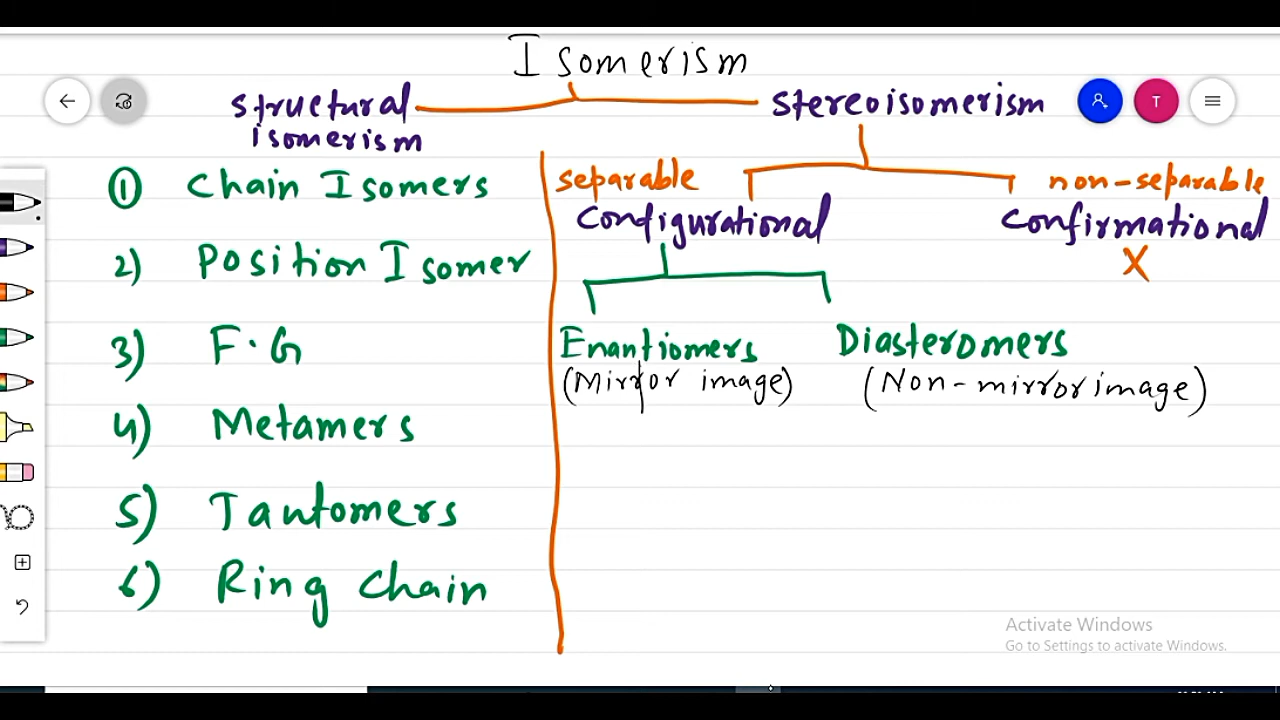 Isomerism
structural
isomerism
stereoisomerism
T
separable
non-separable
Configurational
Confirmational
X
① Chain Isomers
2) Position Isomer
3) F.G
4) Metamers
5) Tautomers
6) Ring Chain
Enantiomers
(Mirror image)
Diasteromers
(Non-mirror image)
Activate Windows
Go to Settings to activate Windows.